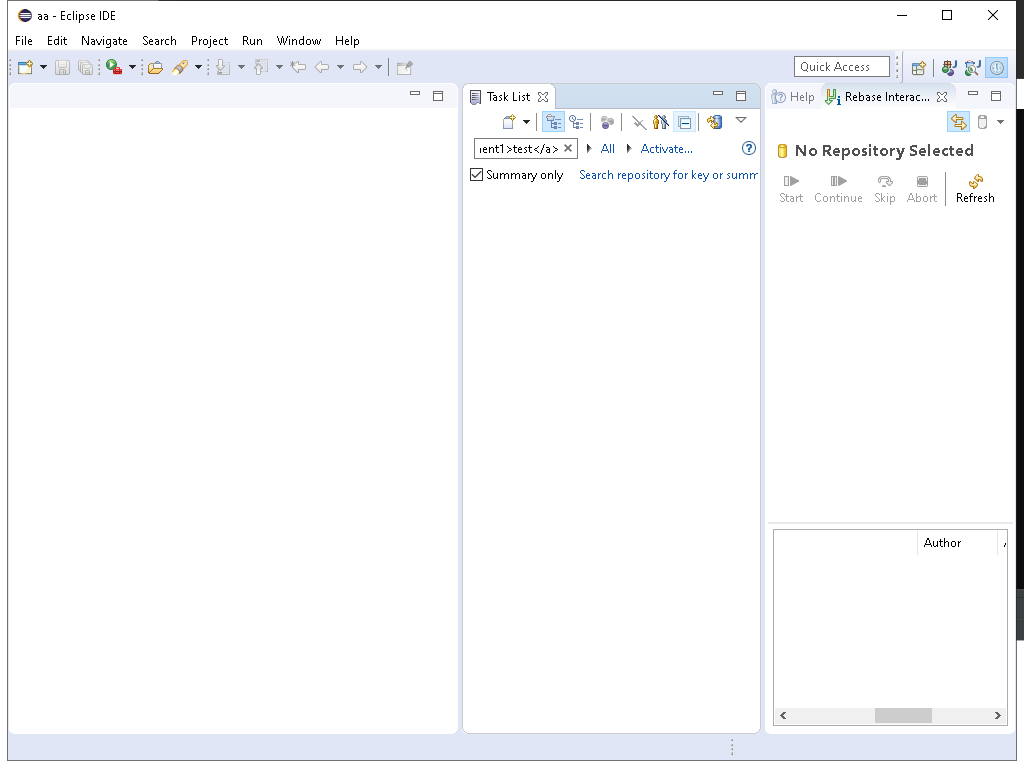 aa - Eclipse IDE
File Edit Navigate Search Project Run Window Help
Quick Access
Task List
Help Rebase Interac...
ent1>test</a> All Activate...
Summary only Search repository for key or summ
No Repository Selected
Start Continue Skip Abort Refresh
Author